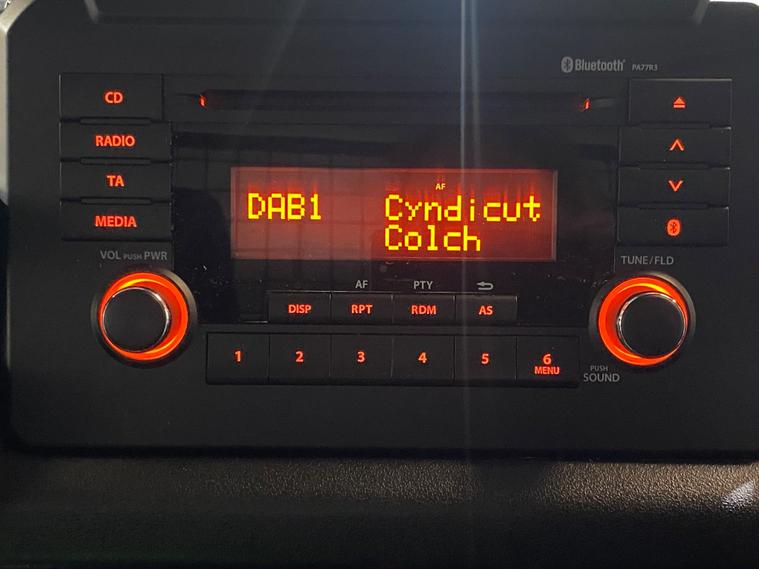 Bluetooth® PA77R3
CD
RADIO
TA
MEDIA
AF
DAB1 Cyndicut
Colch
VOL PUSH PWR
TUNE/FLD
AF PTY
DISP RPT RDM AS
1 2 3 4 5 6
MENU
PUSH
SOUND